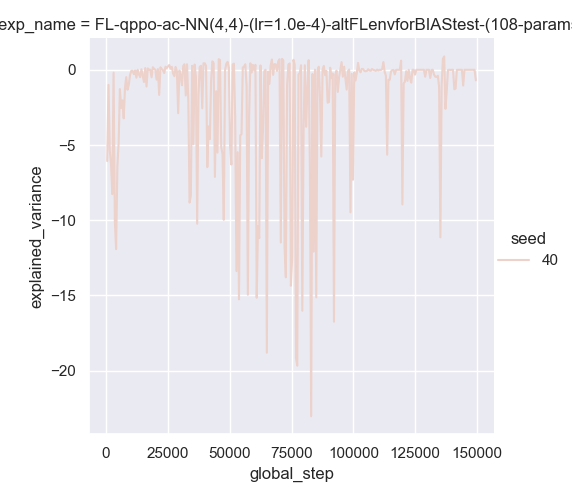 exp_name = FL-qppo-ac-NN(4,4)-(lr=1.0e-4)-altFLenvforBIAStest-(108-params
0
−5
−10
−15
−20
explained_variance
seed
40
0 25000 50000 75000 100000 125000 150000
global_step